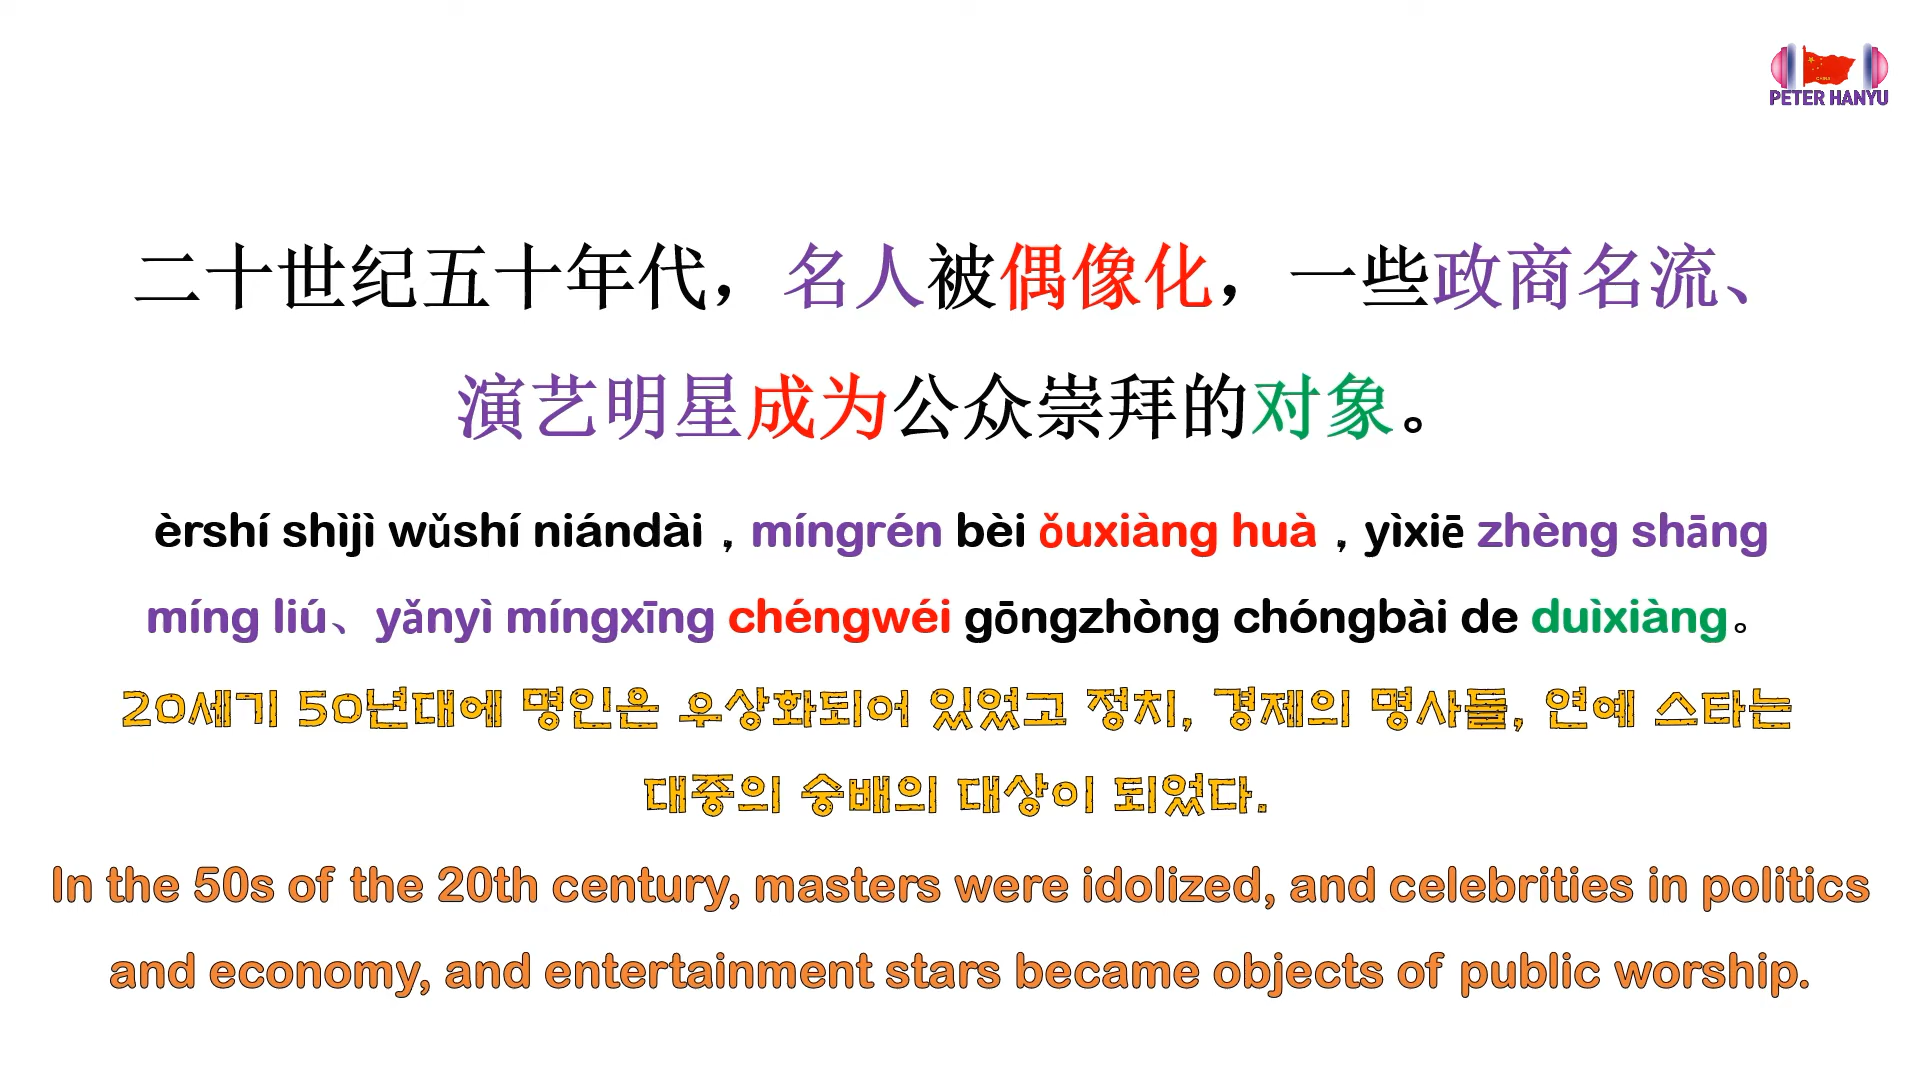 CHINA
PETER HANYU
二十世纪五十年代，名人被偶像化，一些政商名流、
演艺明星成为公众崇拜的对象。
èrshí shìjì wǔshí niándài，míngrén bèi ǒuxiàng huà，yìxiē zhèng shāng
míng liú、yǎnyì míngxīng chéngwéi gōngzhòng chóngbài de duìxiàng。
20세기 50년대에 명인은 우상화되어 있었고 정치, 경제의 명사들, 연예 스타는
대중의 숭배의 대상이 되었다.
In the 50s of the 20th century, masters were idolized, and celebrities in politics
and economy, and entertainment stars became objects of public worship.